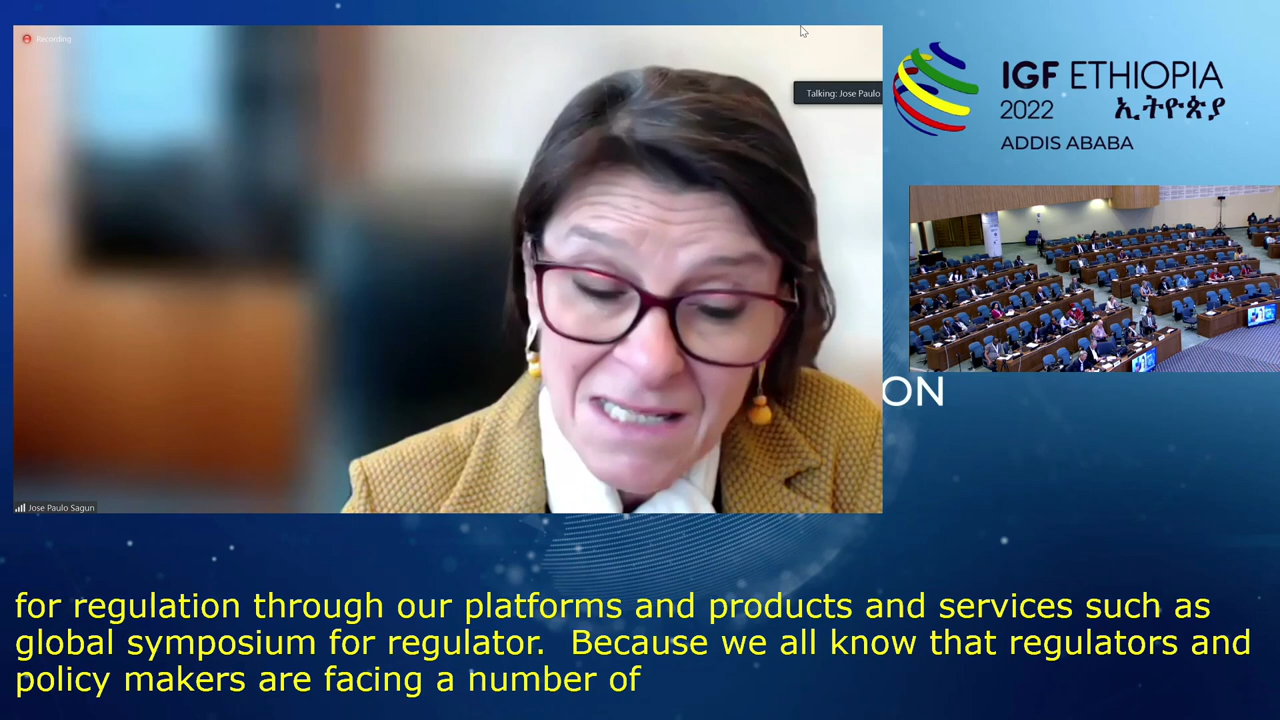 Recording
Talking: Jose Paulo
IGF ETHIOPIA
2022 ኢትዮጵያ
ADDIS ABABA
ON
Jose Paulo Sagun
for regulation through our platforms and products and services such as
global symposium for regulator.  Because we all know that regulators and
policy makers are facing a number of